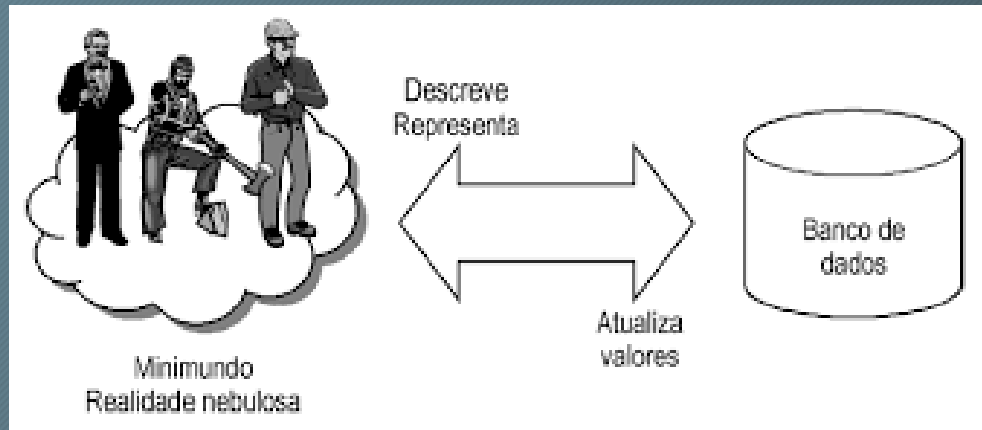 Descreve
Representa
Banco de
dados
Atualiza
valores
Minimundo
Realidade nebulosa